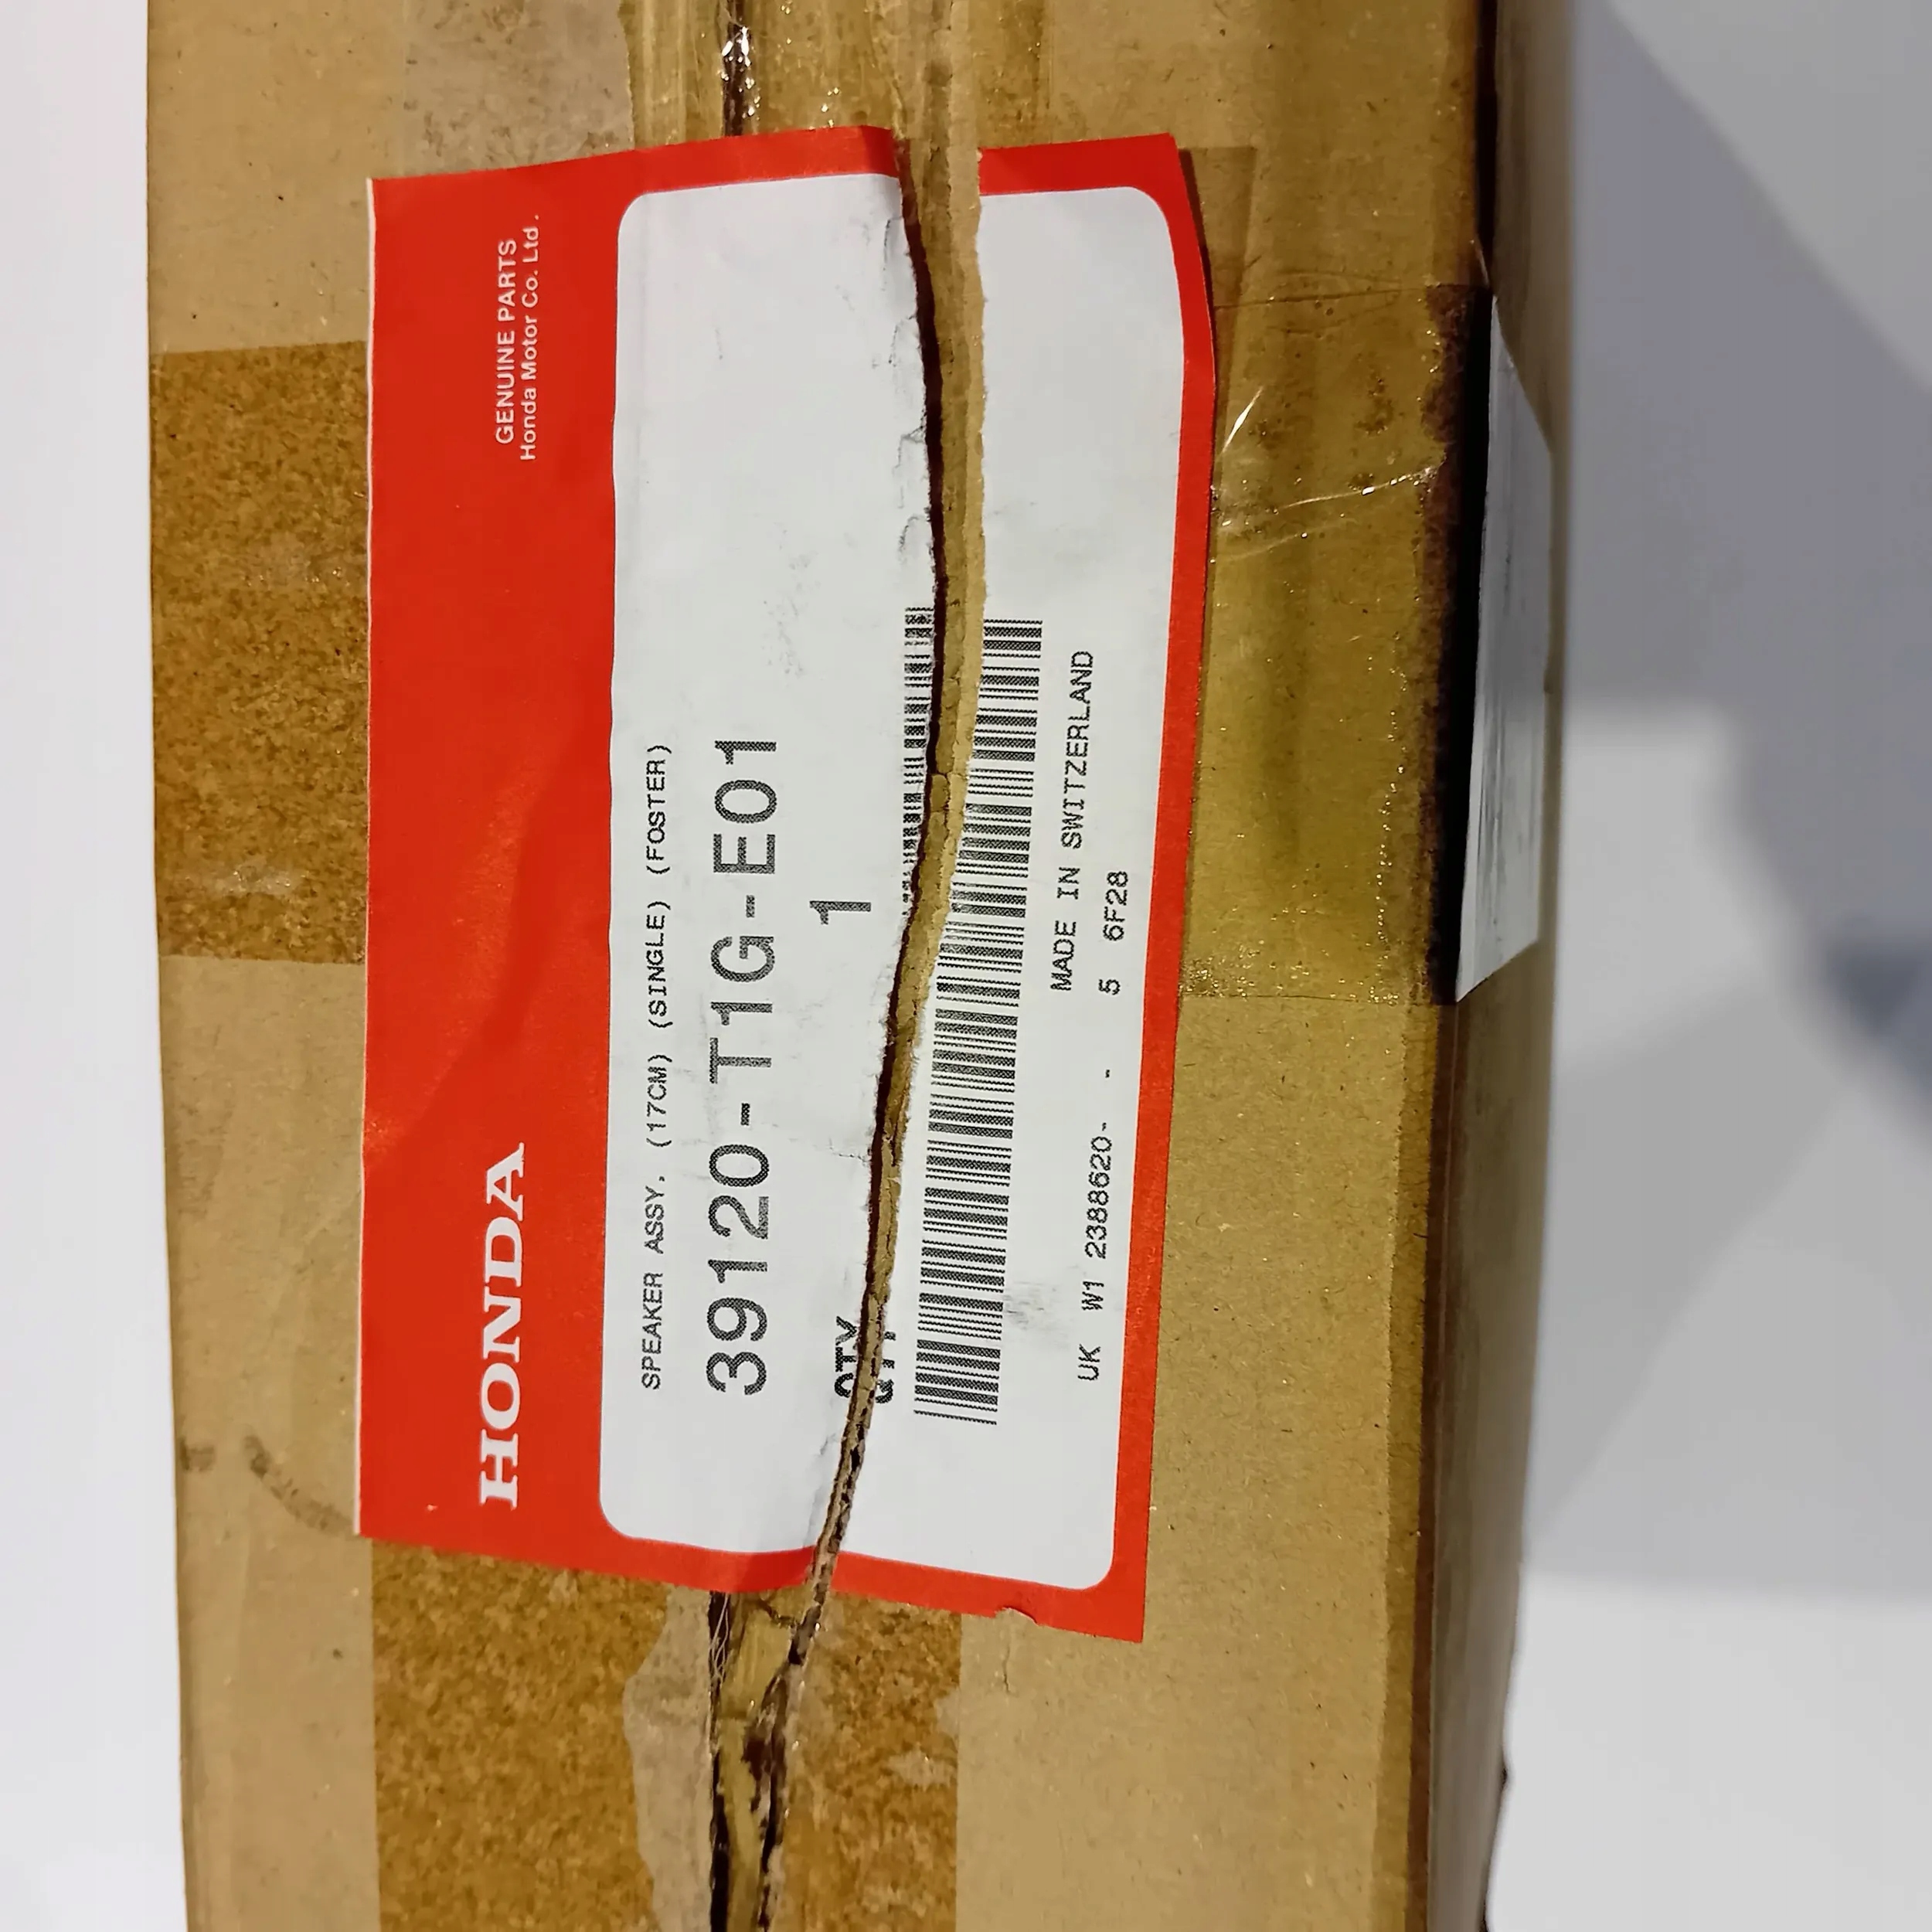 HONDA
GENUINE PARTS
Honda Motor Co. Ltd.
SPEAKER ASSY, (17CM) (SINGLE) (FOSTER)
39120-T1G-E01
QTY 1
MADE IN SWITZERLAND
UK W1 2388620- - 5 6F28